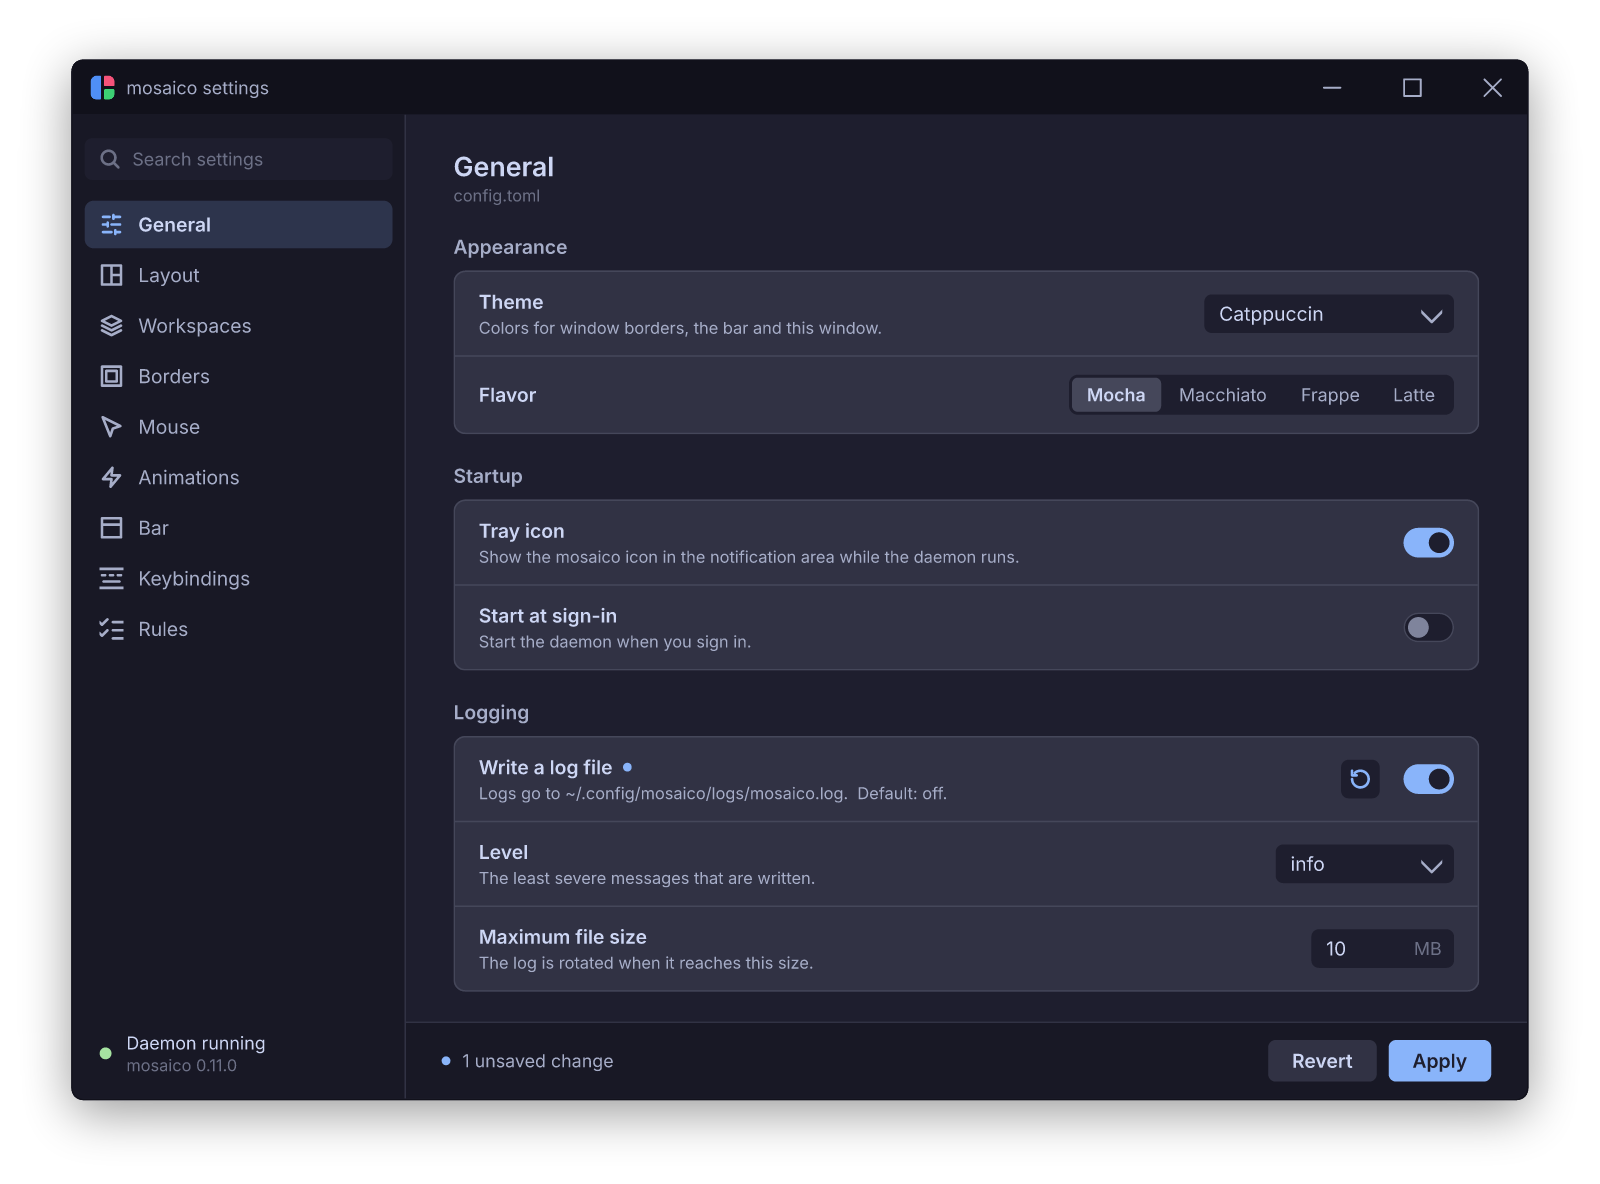 mosaico settings
Search settings
General
Layout
Workspaces
Borders
Mouse
Animations
Bar
Keybindings
Rules
Daemon running
mosaico 0.11.0
General
config.toml
Appearance
Theme
Colors for window borders, the bar and this window.
Catppuccin
Flavor
Mocha Macchiato Frappe Latte
Startup
Tray icon
Show the mosaico icon in the notification area while the daemon runs.
Start at sign-in
Start the daemon when you sign in.
Logging
Write a log file
Logs go to ~/.config/mosaico/logs/mosaico.log. Default: off.
Level
The least severe messages that are written.
info
Maximum file size
The log is rotated when it reaches this size.
10 MB
1 unsaved change
Revert Apply